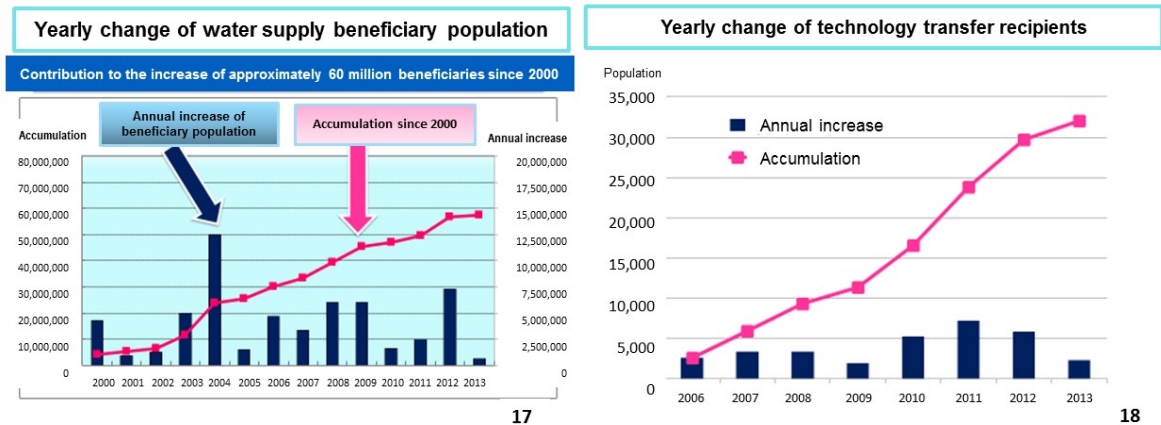 Yearly change of water supply beneficiary population
Contribution to the increase of approximately 60 million beneficiaries since 2000
Annual increase of
beneficiary population
Accumulation since 2000
Accumulation
Annual increase
80,000,000
70,000,000
60,000,000
50,000,000
40,000,000
30,000,000
20,000,000
10,000,000
0
20,000,000
17,500,000
15,000,000
12,500,000
10,000,000
7,500,000
5,000,000
2,500,000
0
2000 2001 2002 2003 2004 2005 2006 2007 2008 2009 2010 2011 2012 2013
17
Yearly change of technology transfer recipients
Population
35,000
30,000
25,000
20,000
15,000
10,000
5,000
0
Annual increase
Accumulation
2006 2007 2008 2009 2010 2011 2012 2013
18